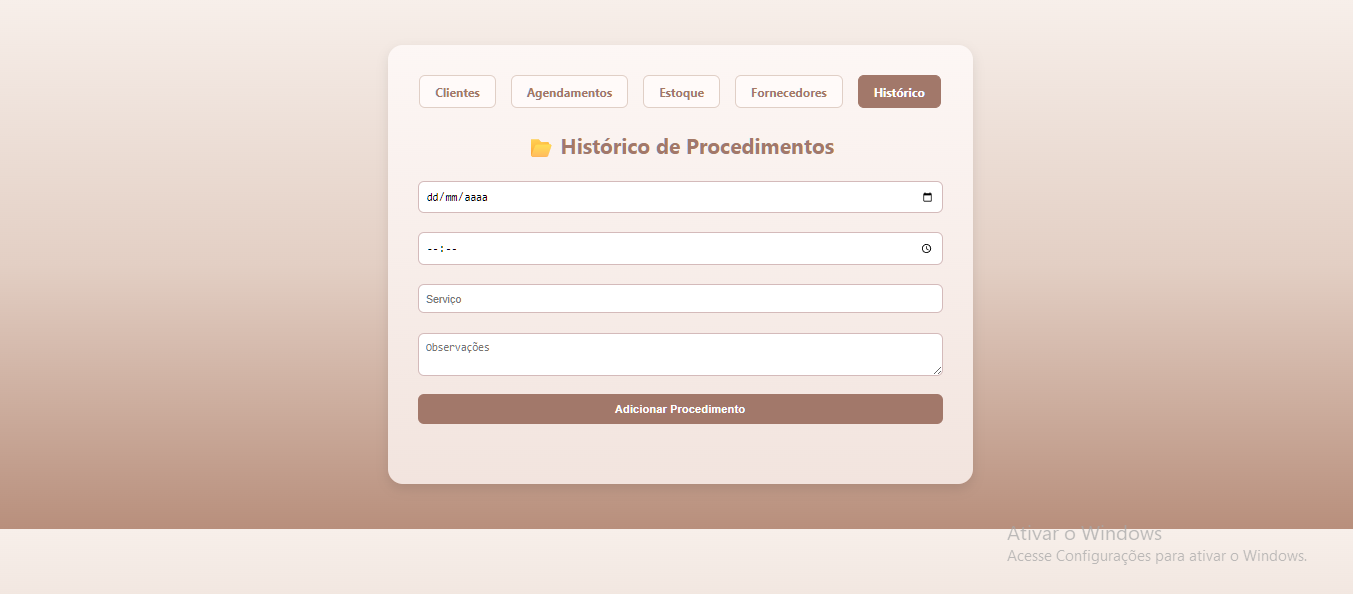 Clientes Agendamentos Estoque Fornecedores Histórico
Histórico de Procedimentos
dd/mm/aaaa
--:--
Serviço
Observações
Adicionar Procedimento
Ativar o Windows
Acesse Configurações para ativar o Windows.